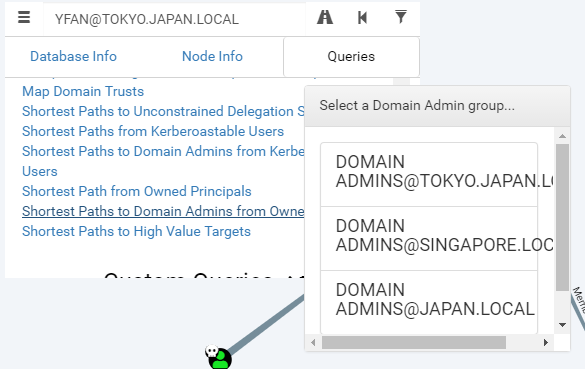 YFAN@TOKYO.JAPAN.LOCAL
Database Info
Node Info
Queries
Map Domain Trusts
Shortest Paths to Unconstrained Delegation S
Shortest Paths from Kerberoastable Users
Shortest Paths to Domain Admins from Kerbe
Users
Shortest Path from Owned Principals
Shortest Paths to Domain Admins from Owne
Shortest Paths to High Value Targets
Select a Domain Admin group...
DOMAIN
ADMINS@TOKYO.JAPAN.LO
DOMAIN
ADMINS@SINGAPORE.LOC
DOMAIN
ADMINS@JAPAN.LOCAL
Custom Queries
Mem